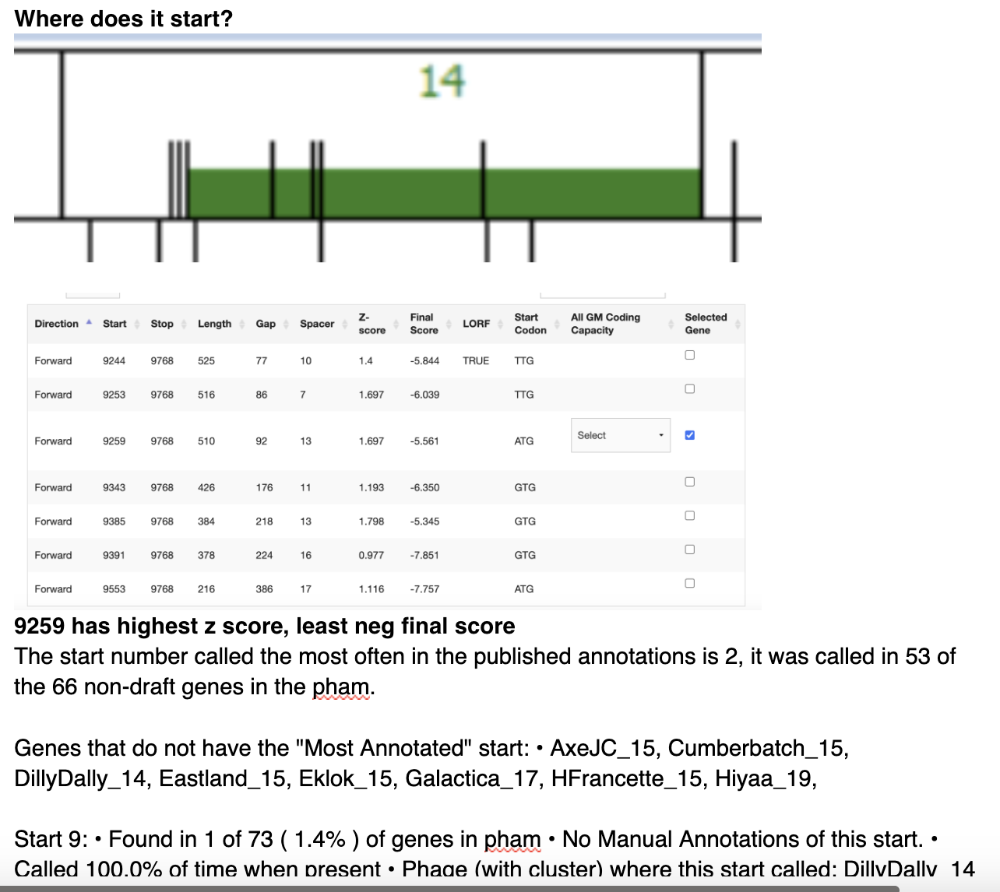 Where does it start?
14
Direction Start Stop Length Gap Spacer Z-score Final Score LORF Start Codon All GM Coding Capacity Selected Gene
Forward 9244 9768 525 77 10 1.4 -5.844 TRUE TTG
Forward 9253 9768 516 86 7 1.697 -6.039 TTG
Forward 9259 9768 510 92 13 1.697 -5.561 ATG Select
Forward 9343 9768 426 176 11 1.193 -6.350 GTG
Forward 9385 9768 384 218 13 1.798 -5.345 GTG
Forward 9391 9768 378 224 16 0.977 -7.851 GTG
Forward 9553 9768 216 386 17 1.116 -7.757 ATG
9259 has highest z score, least neg final score
The start number called the most often in the published annotations is 2, it was called in 53 of
the 66 non-draft genes in the pham.
Genes that do not have the "Most Annotated" start: • AxeJC_15, Cumberbatch_15,
DillyDally_14, Eastland_15, Eklok_15, Galactica_17, HFrancette_15, Hiyaa_19,
Start 9: • Found in 1 of 73 ( 1.4% ) of genes in pham • No Manual Annotations of this start. •
Called 100.0% of time when present • Phage (with cluster) where this start called: DillyDally_14